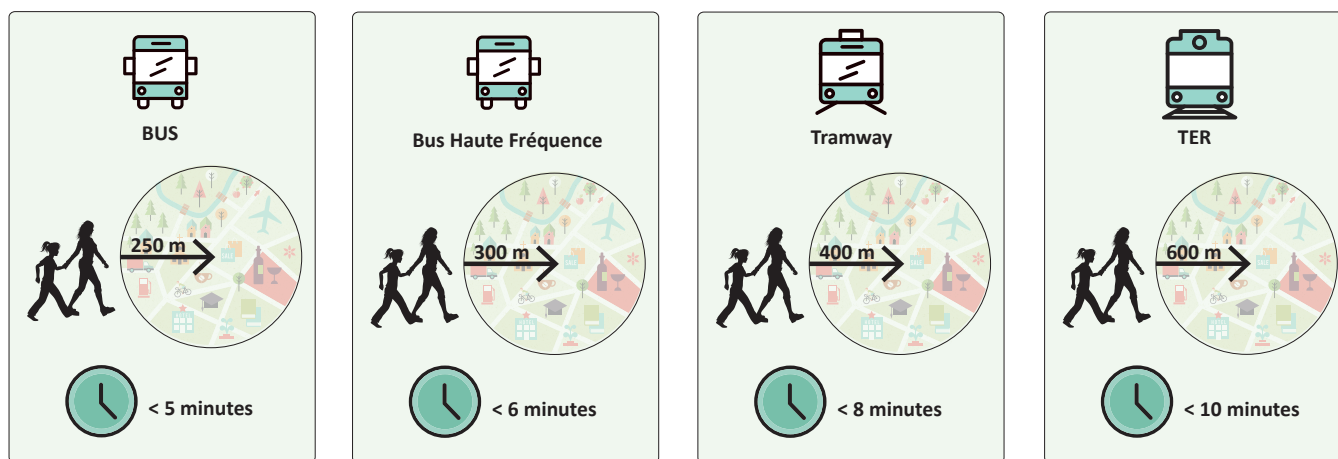 BUS
250 m
< 5 minutes
Bus Haute Fréquence
300 m
< 6 minutes
Tramway
400 m
< 8 minutes
TER
600 m
< 10 minutes